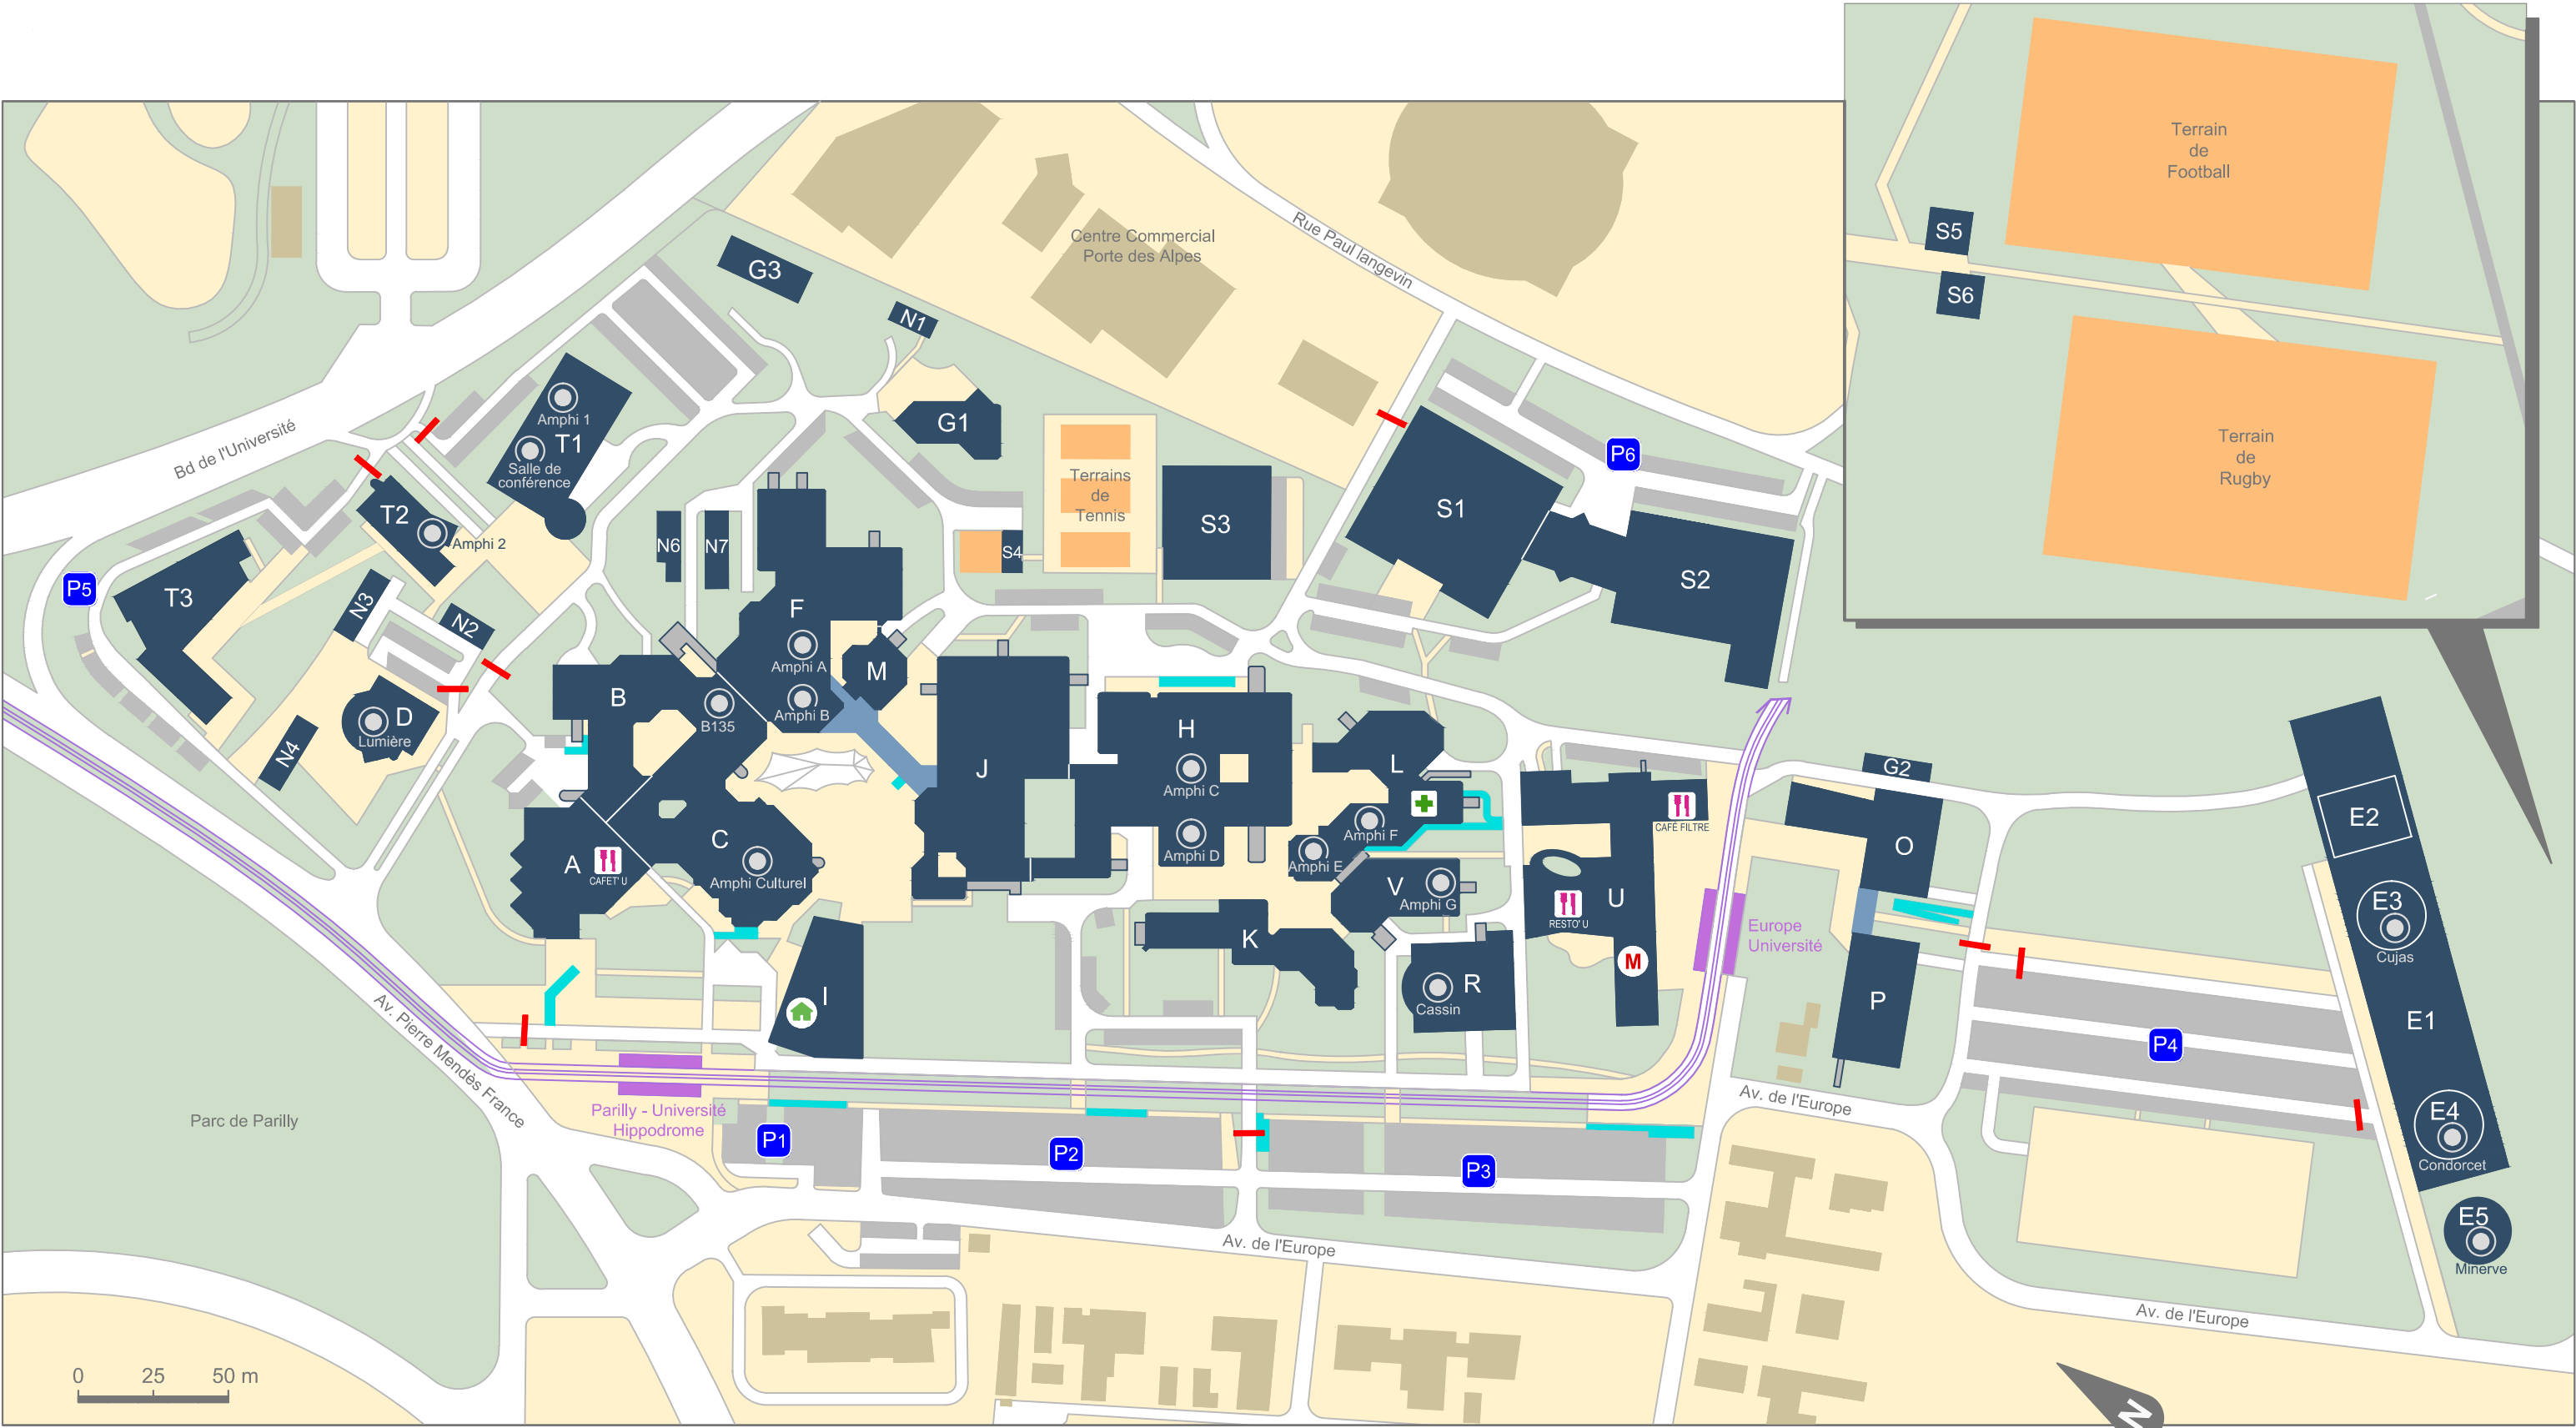 Terrain
de
Football
S5
S6
Terrain
de
Rugby
Centre Commercial
Porte des Alpes
Rue Paul langevin
G3
N1
G1
Bd de l'Université
Amphi 1
T1
Salle de
conférence
T2
Amphi 2
P5
T3
N3
N2
N4
D
Lumière
N6
N7
S4
Terrains
de
Tennis
S3
S1
P6
S2
F
Amphi A
Amphi B
M
B
B135
J
H
Amphi C
Amphi D
L
Amphi F
Amphi E
V
Amphi G
CAFÉ FILTRE
U
RESTO' U
M
G2
O
P
E2
E3
Cujas
E1
E4
Condorcet
E5
Minerve
A
CAFET' U
C
Amphi Culturel
I
K
R
Cassin
Europe
Université
P4
Av. Pierre Mendès France
Parc de Parilly
Parilly - Université
Hippodrome
P1
P2
P3
Av. de l'Europe
Av. de l'Europe
Av. de l'Europe
0 25 50 m
N